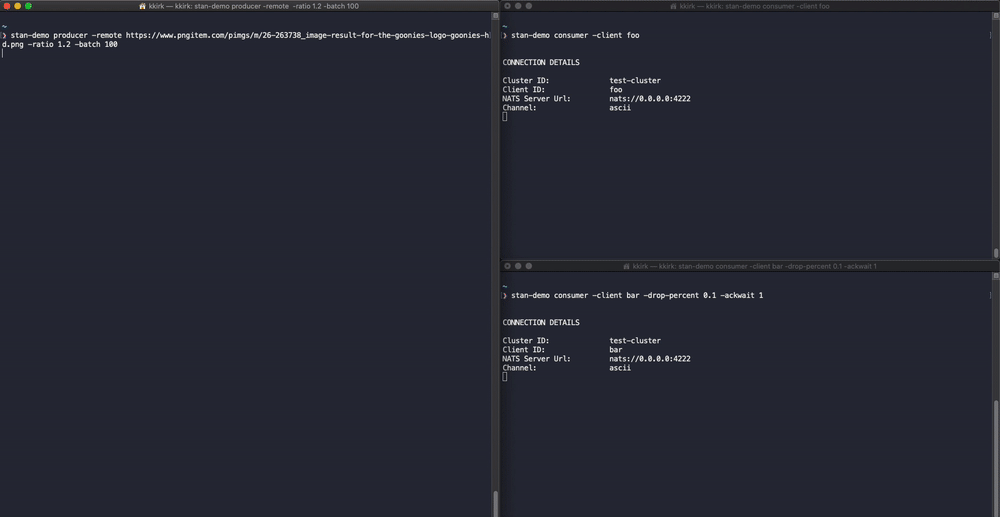 kkirk — kkirk: stan-demo producer -remote -ratio 1.2 -batch 100
~
❯ stan-demo producer -remote https://www.pngitem.com/pimgs/m/26-263738_image-result-for-the-goonies-logo-goonies-h
d.png -ratio 1.2 -batch 100
kkirk — kkirk: stan-demo consumer -client foo
~
❯ stan-demo consumer -client foo
CONNECTION DETAILS
Cluster ID: test-cluster
Client ID: foo
NATS Server Url: nats://0.0.0.0:4222
Channel: ascii
kkirk — kkirk: stan-demo consumer -client bar -drop-percent 0.1 -ackwait 1
~
❯ stan-demo consumer -client bar -drop-percent 0.1 -ackwait 1
CONNECTION DETAILS
Cluster ID: test-cluster
Client ID: bar
NATS Server Url: nats://0.0.0.0:4222
Channel: ascii